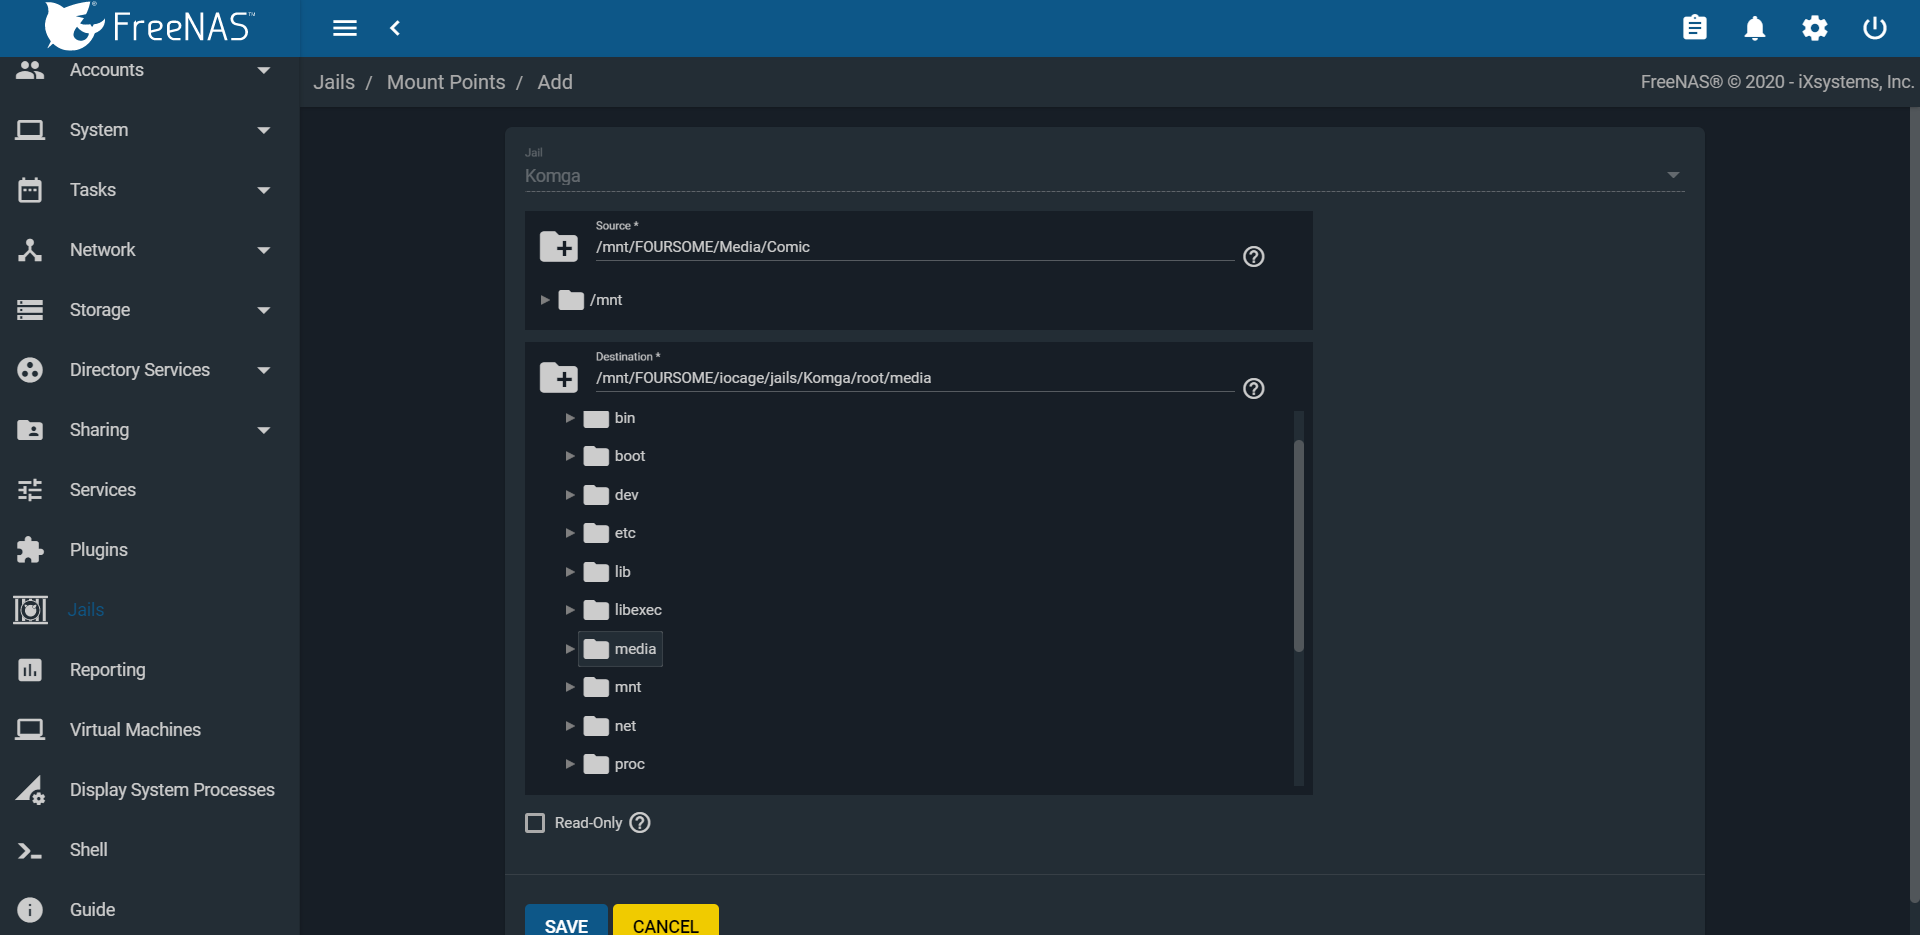 FreeNAS®™
Accounts
System
Tasks
Network
Storage
Directory Services
Sharing
Services
Plugins
Jails
Reporting
Virtual Machines
Display System Processes
Shell
Guide
Jails / Mount Points / Add
FreeNAS® © 2020 - iXsystems, Inc.
Jail
Komga
Source *
/mnt/FOURSOME/Media/Comic
/mnt
Destination *
/mnt/FOURSOME/iocage/jails/Komga/root/media
bin
boot
dev
etc
lib
libexec
media
mnt
net
proc
Read-Only
SAVE
CANCEL